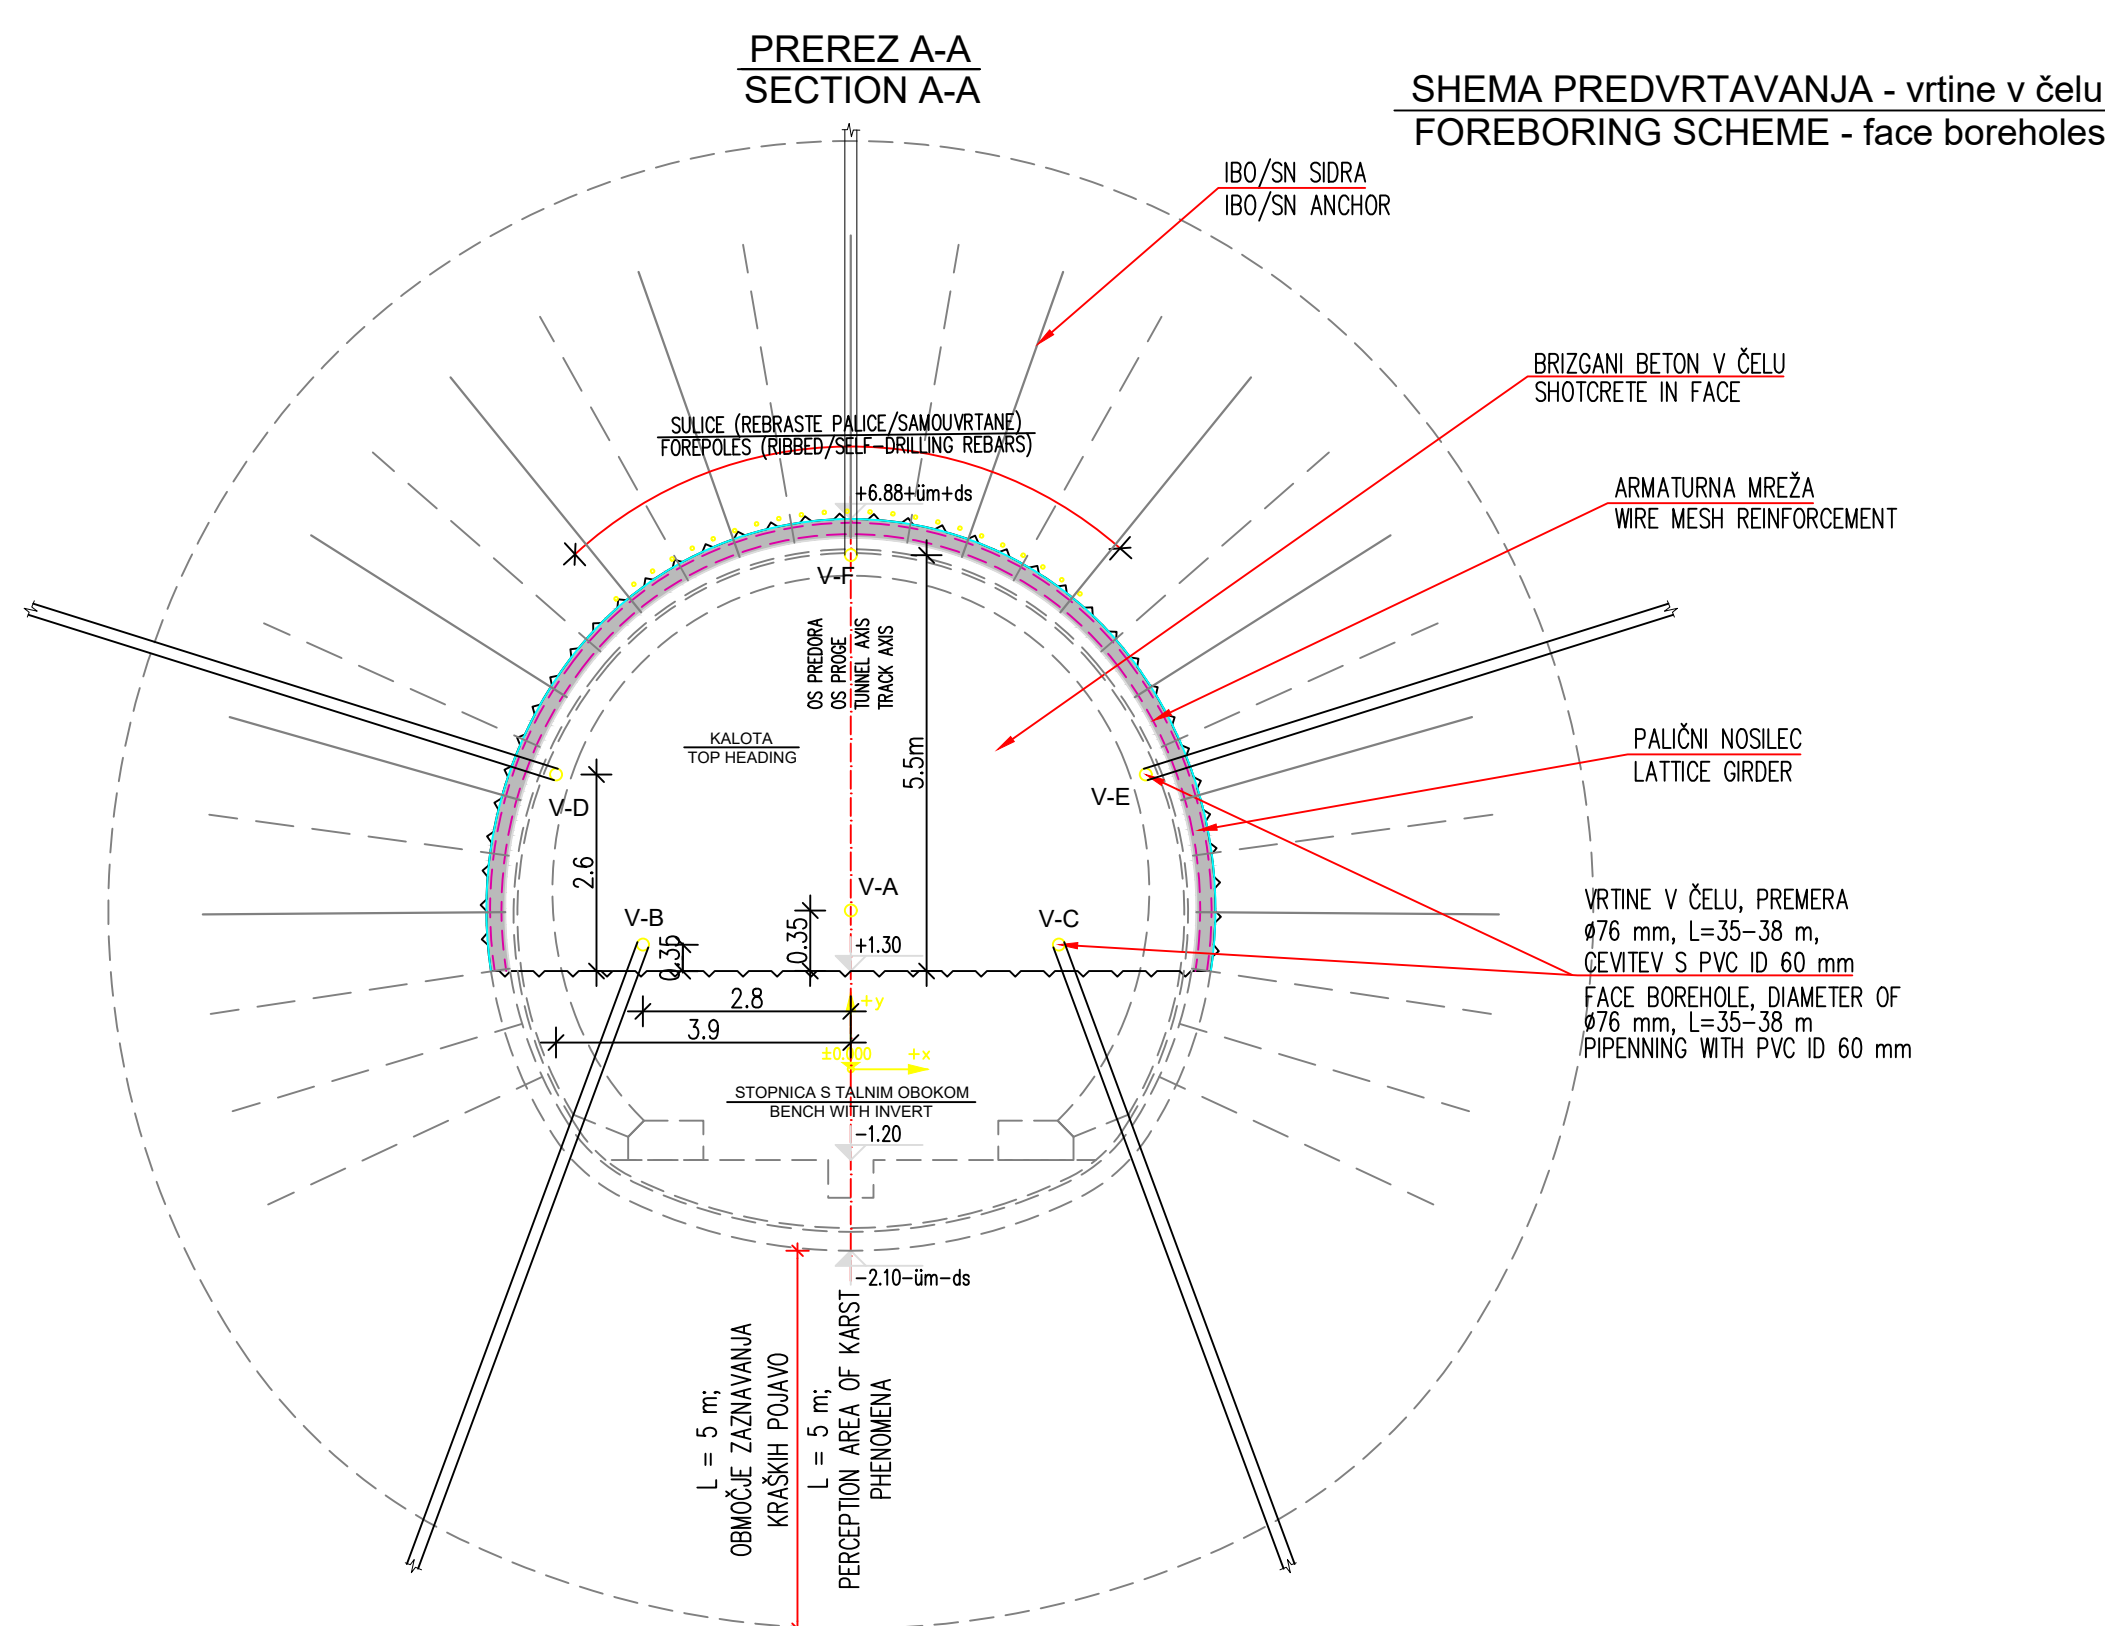 PREREZ A-A
SECTION A-A
SHEMA PREDVRTAVANJA - vrtine v čelu
FOREBORING SCHEME - face boreholes
IBO/SN SIDRA
IBO/SN ANCHOR
BRIZGANI BETON V ČELU
SHOTCRETE IN FACE
SULICE (REBRASTE PALICE/SAMOUVRTANE)
FOREPOLES (RIBBED/SELF-DRILLING REBARS)
+6.88+üm+ds
ARMATURNA MREŽA
WIRE MESH REINFORCEMENT
V-F
OS PREDORA
OS PROGE
TUNNEL AXIS
TRACK AXIS
KALOTA
TOP HEADING
5.5m
PALIČNI NOSILEC
LATTICE GIRDER
V-D
V-E
2.6
V-A
V-B
V-C
0.35
0.35
+1.30
VRTINE V ČELU, PREMERA
ø76 mm, L=35-38 m,
CEVITEV S PVC ID 60 mm
FACE BOREHOLE, DIAMETER OF
ø76 mm, L=35-38 m
PIPENNING WITH PVC ID 60 mm
2.8
+y
3.9
±0.000
+x
STOPNICA S TALNIM OBOKOM
BENCH WITH INVERT
-1.20
-2.10-üm-ds
L = 5 m;
OBMOČJE ZAZNAVANJA
KRAŠKIH POJAVO
L = 5 m;
PERCEPTION AREA OF KARST
PHENOMENA